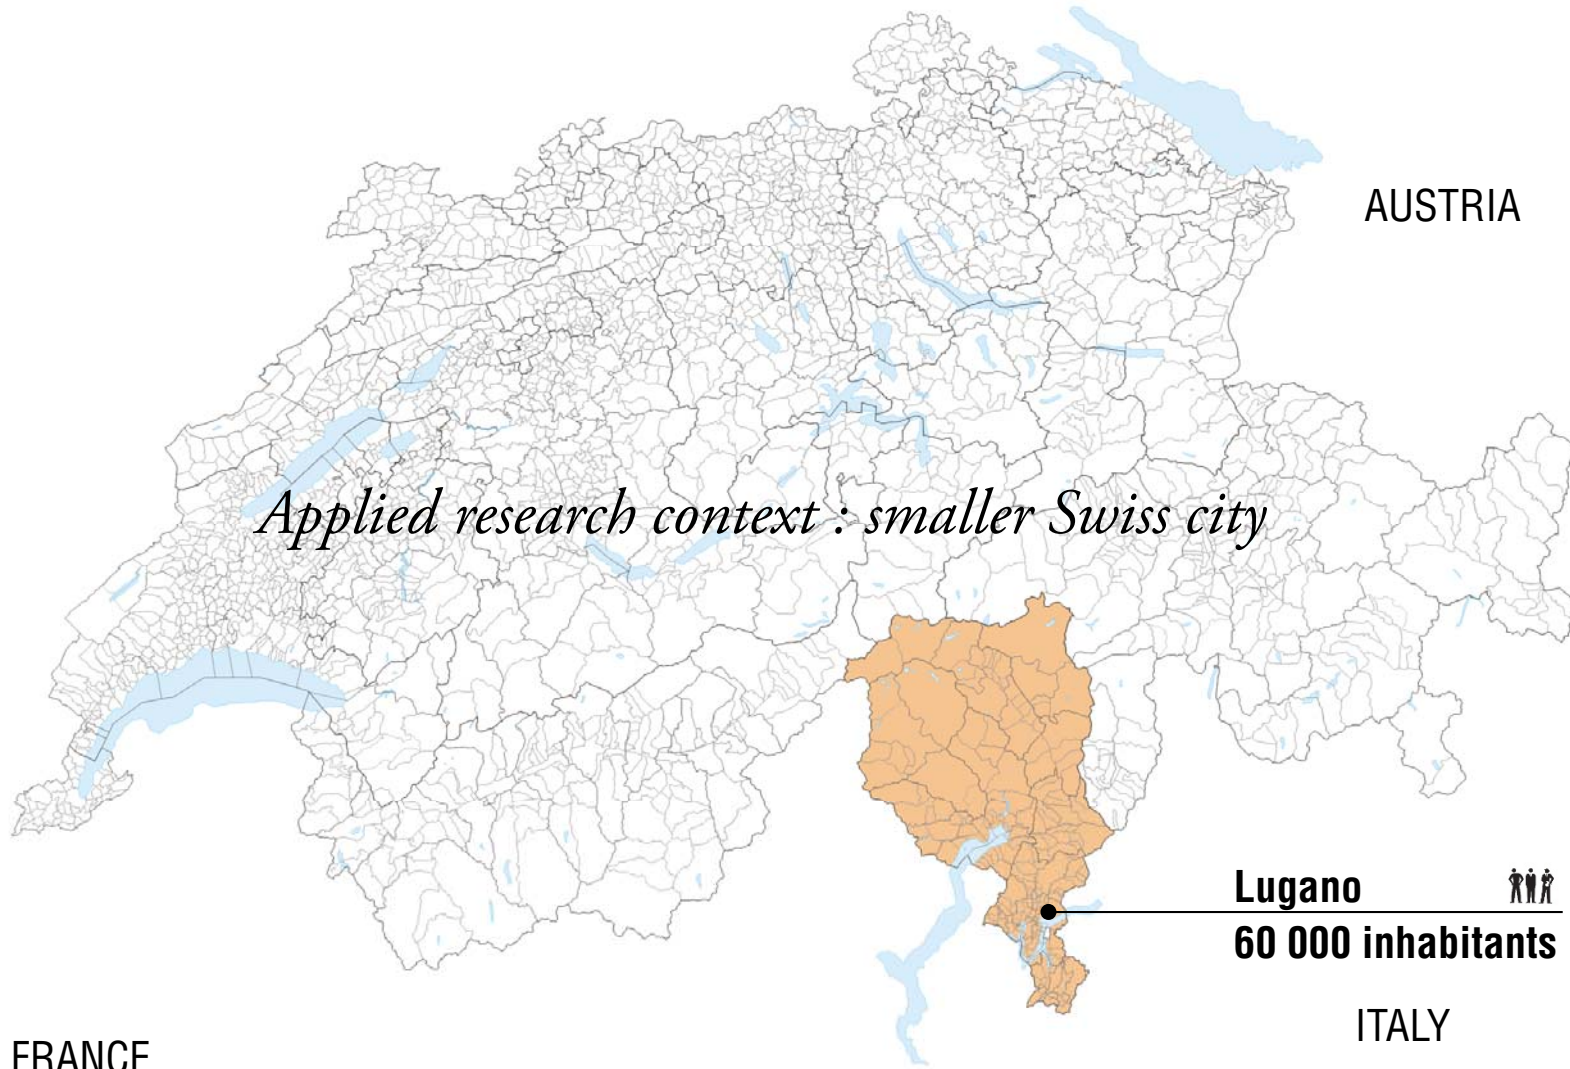 AUSTRIA
Applied research context : smaller Swiss city
Lugano
60 000 inhabitants
ITALY
FRANCE